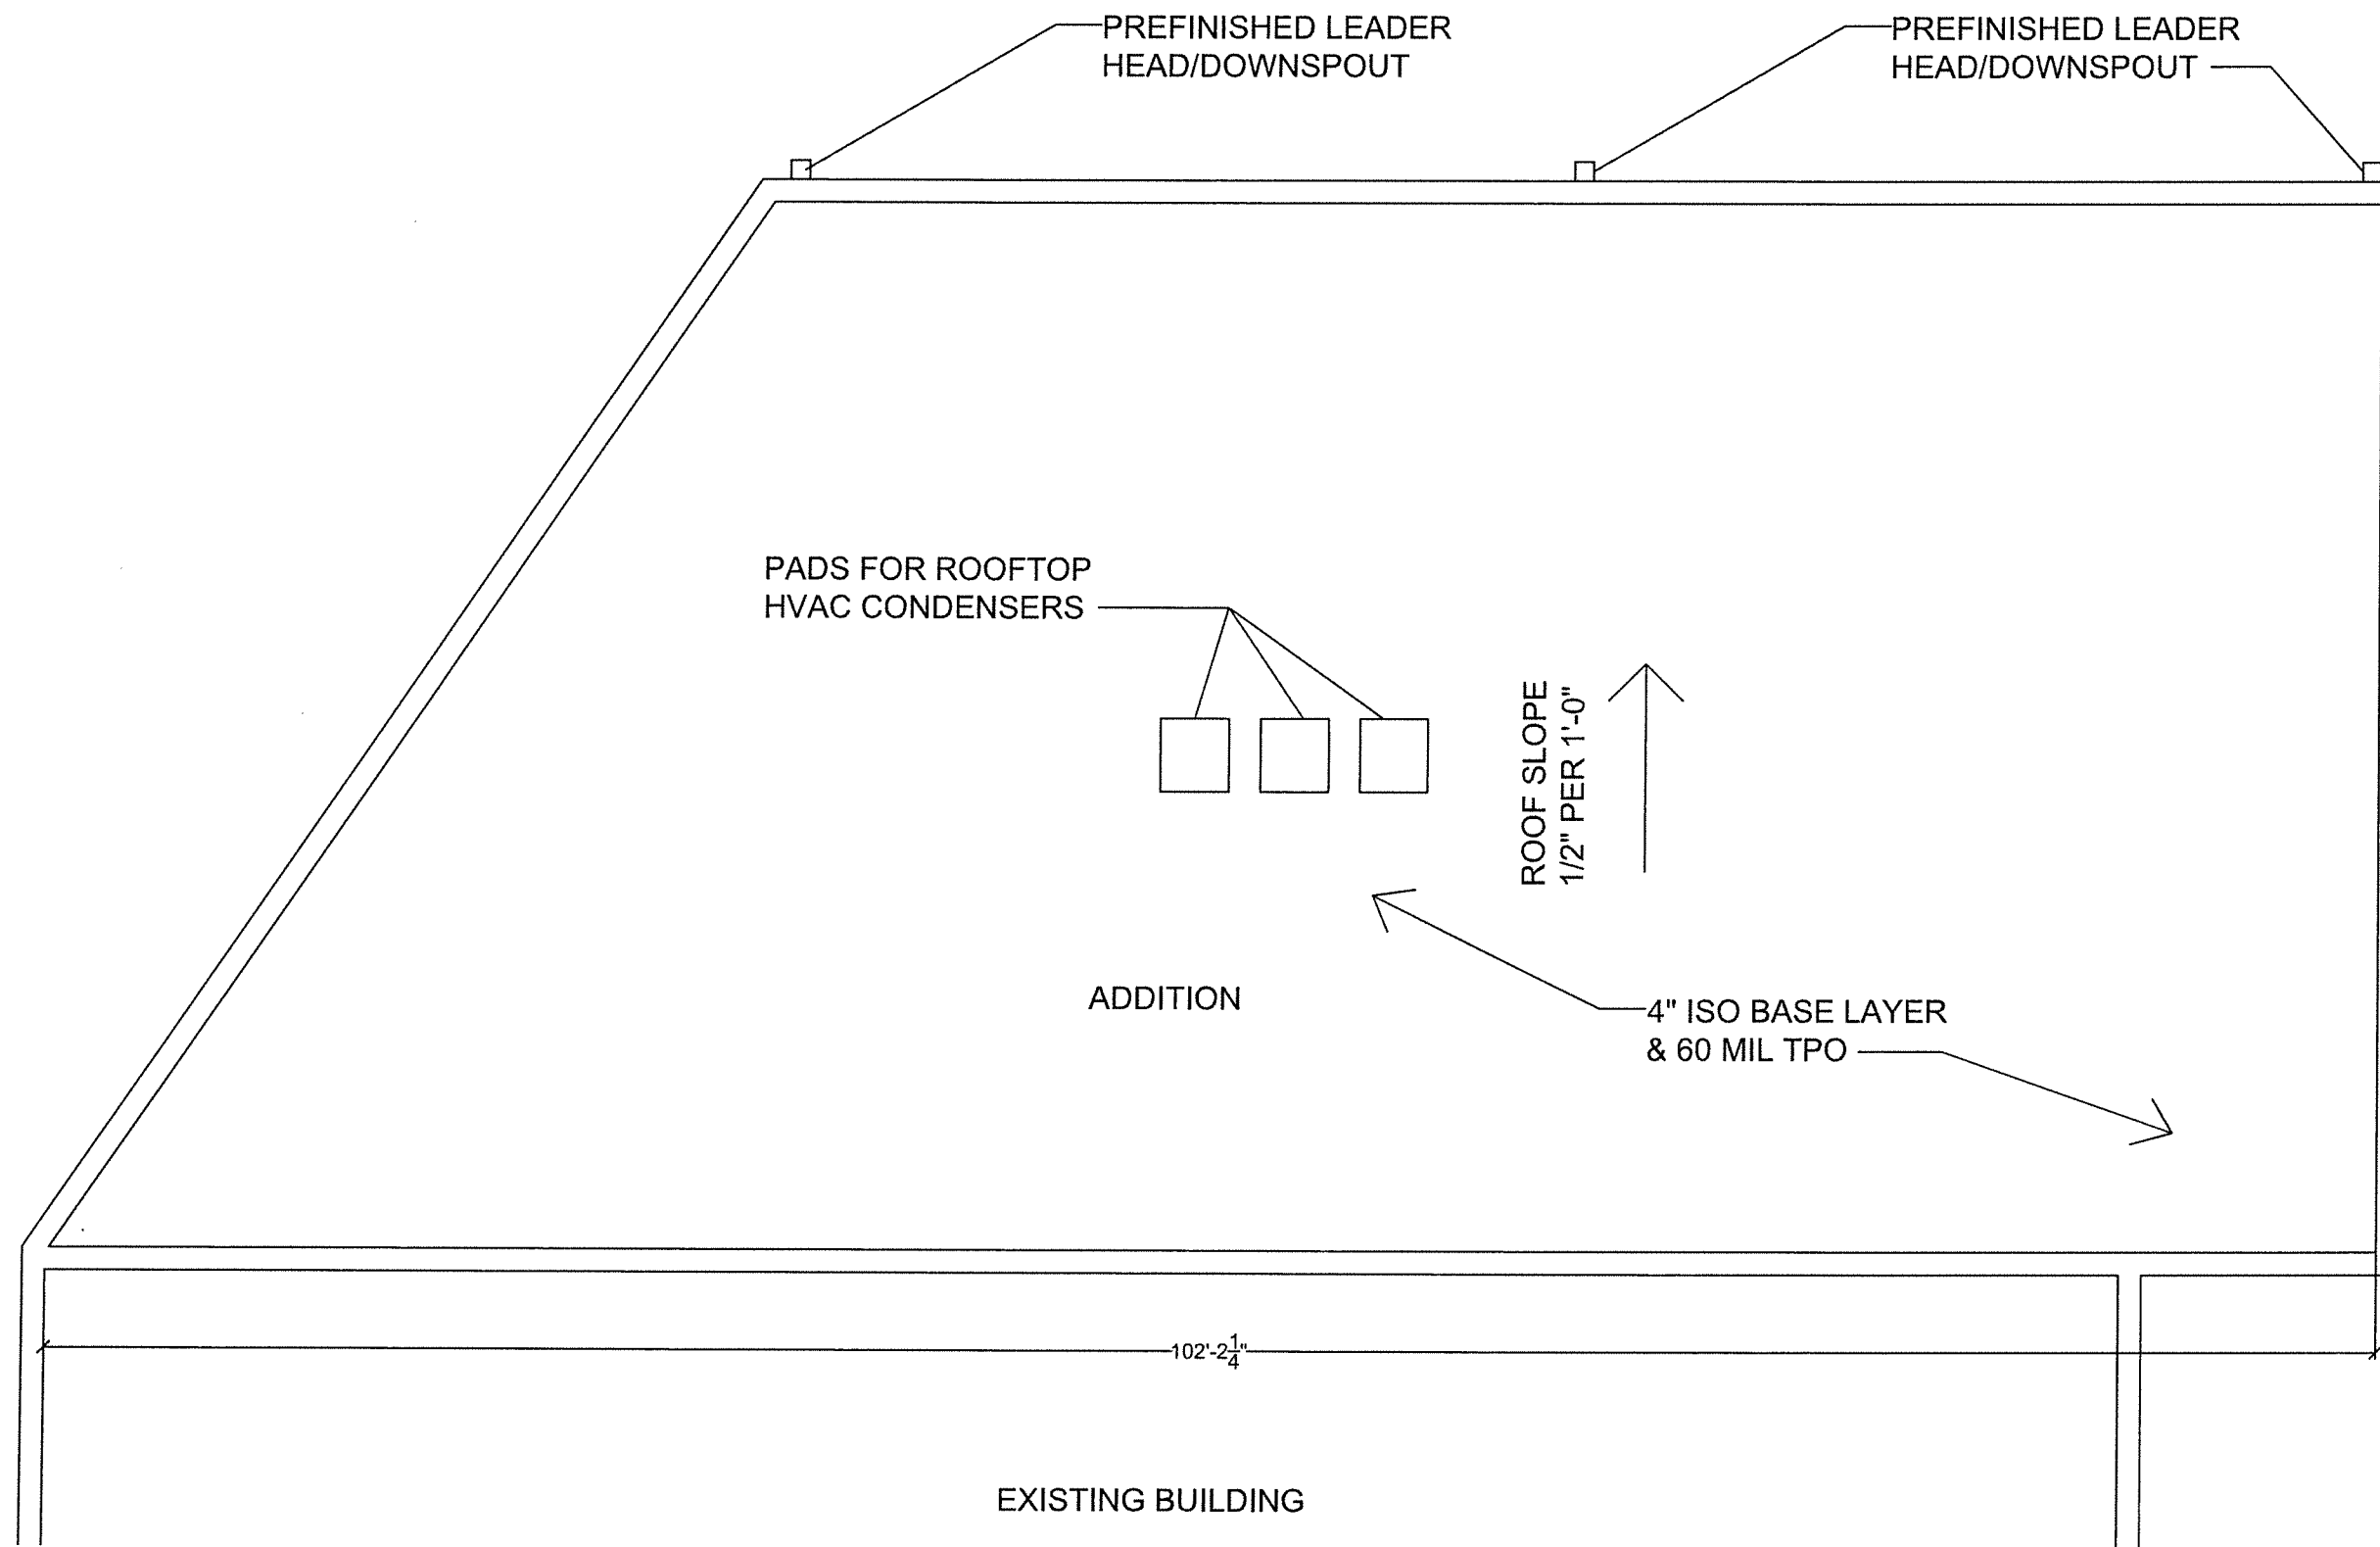 PREFINISHED LEADER
HEAD/DOWNSPOUT
PREFINISHED LEADER
HEAD/DOWNSPOUT
PADS FOR ROOFTOP
HVAC CONDENSERS
ROOF SLOPE
1/2" PER 1'-0"
ADDITION
4" ISO BASE LAYER
& 60 MIL TPO
102'-2 1/4"
EXISTING BUILDING